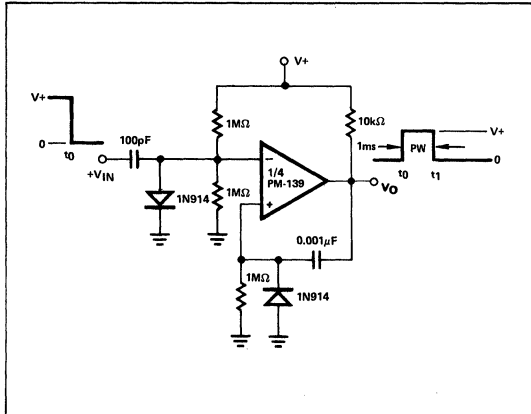 V+
V+
0
t0
100pF
+VIN
1MΩ
10kΩ
1ms
PW
V+
0
t0
t1
−
1/4
PM-139
+
VO
1N914
1MΩ
0.001μF
1MΩ
1N914